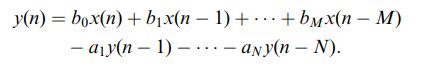 y(n) = b₀x(n) + b₁x(n − 1) + ⋯ + b_Mx(n − M)
− a₁y(n − 1) − ⋯ − a_Ny(n − N).